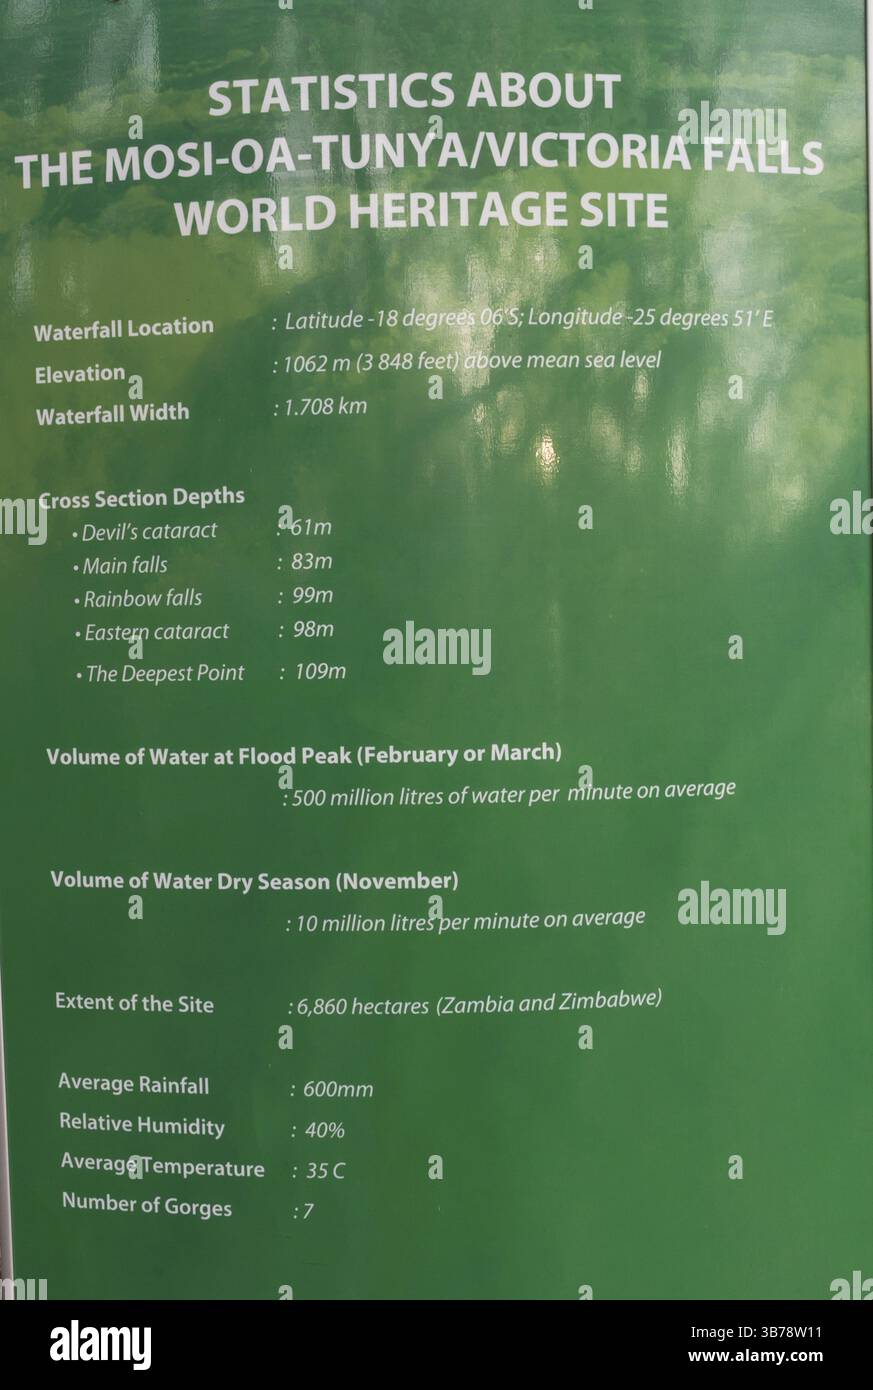 STATISTICS ABOUT
THE MOSI-OA-TUNYA/VICTORIA FALLS
WORLD HERITAGE SITE
Waterfall Location : Latitude -18 degrees 06'S; Longitude -25 degrees 51' E
Elevation : 1062 m (3 848 feet) above mean sea level
Waterfall Width : 1.708 km
Cross Section Depths
• Devil's cataract : 61m
• Main falls : 83m
• Rainbow falls : 99m
• Eastern cataract : 98m
• The Deepest Point : 109m
Volume of Water at Flood Peak (February or March)
: 500 million litres of water per minute on average
Volume of Water Dry Season (November)
: 10 million litres per minute on average
Extent of the Site : 6,860 hectares (Zambia and Zimbabwe)
Average Rainfall : 600mm
Relative Humidity : 40%
Average Temperature : 35 C
Number of Gorges : 7
alamy
alamy
alamy
alamy
Image ID: 3B78W11
www.alamy.com